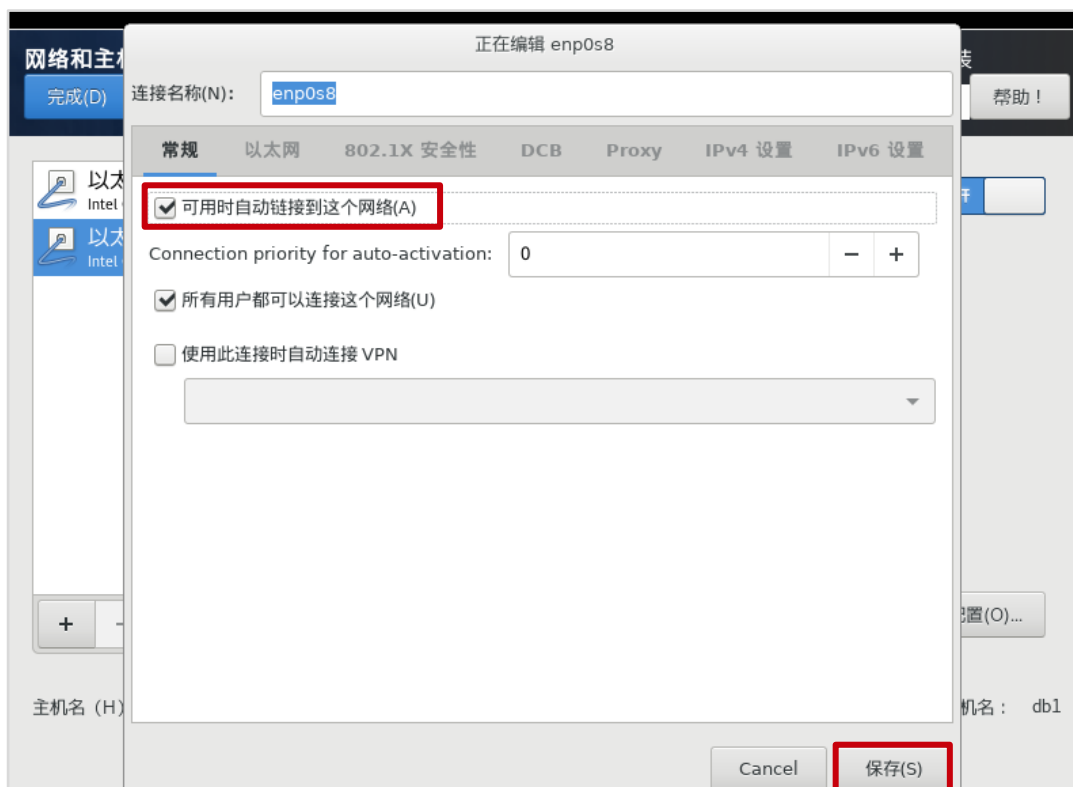 正在编辑 enp0s8
网络和主
完成(D)
连接名称(N):
enp0s8
帮助！
常规
以太网
802.1X 安全性
DCB
Proxy
IPv4 设置
IPv6 设置
以太
Intel
可用时自动链接到这个网络(A)
以太
Intel
Connection priority for auto-activation:
0
− +
所有用户都可以连接这个网络(U)
使用此连接时自动连接 VPN
+
置(O)...
主机名 (H)
机名： db1
Cancel
保存(S)